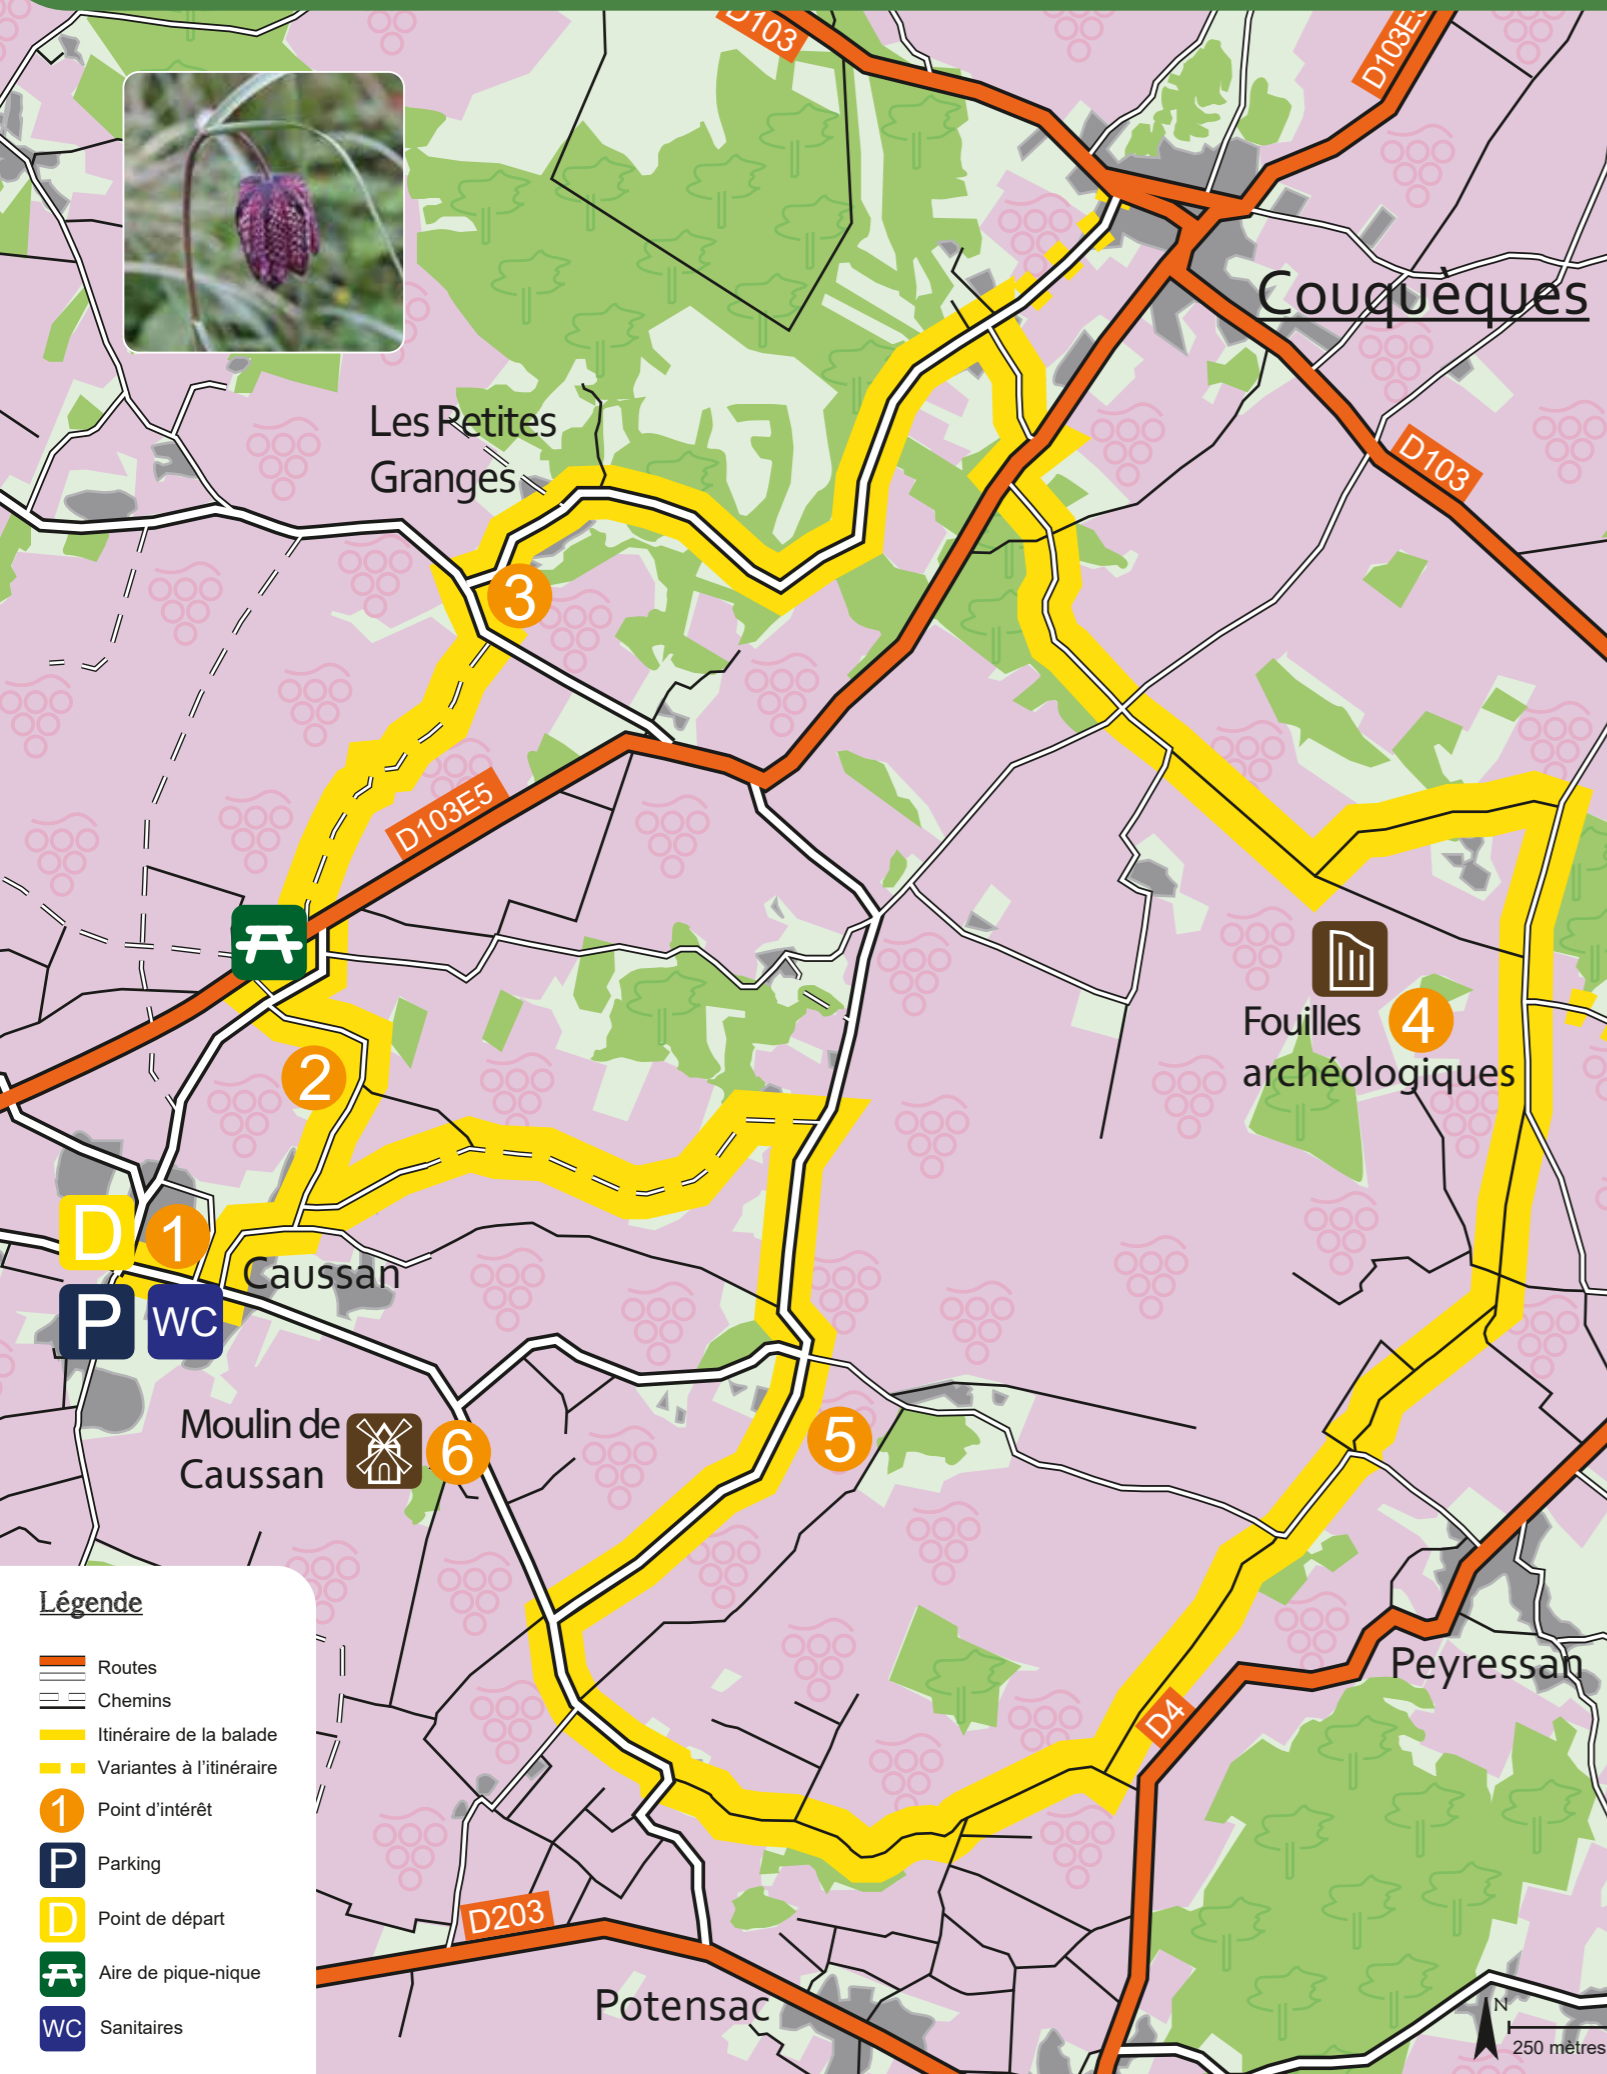 D103
D103E5
Couquèques
Les Petites
Granges
D103
3
D103E5
Fouilles
archéologiques
4
2
D
1
Caussan
P
WC
Moulin de
Caussan
6
5
Légende
Routes
Chemins
Itinéraire de la balade
Variantes à l'itinéraire
1
Point d'intérêt
P
Parking
D
Point de départ
Aire de pique-nique
WC
Sanitaires
Peyressan
D4
D203
Potensac
N
250 mètres